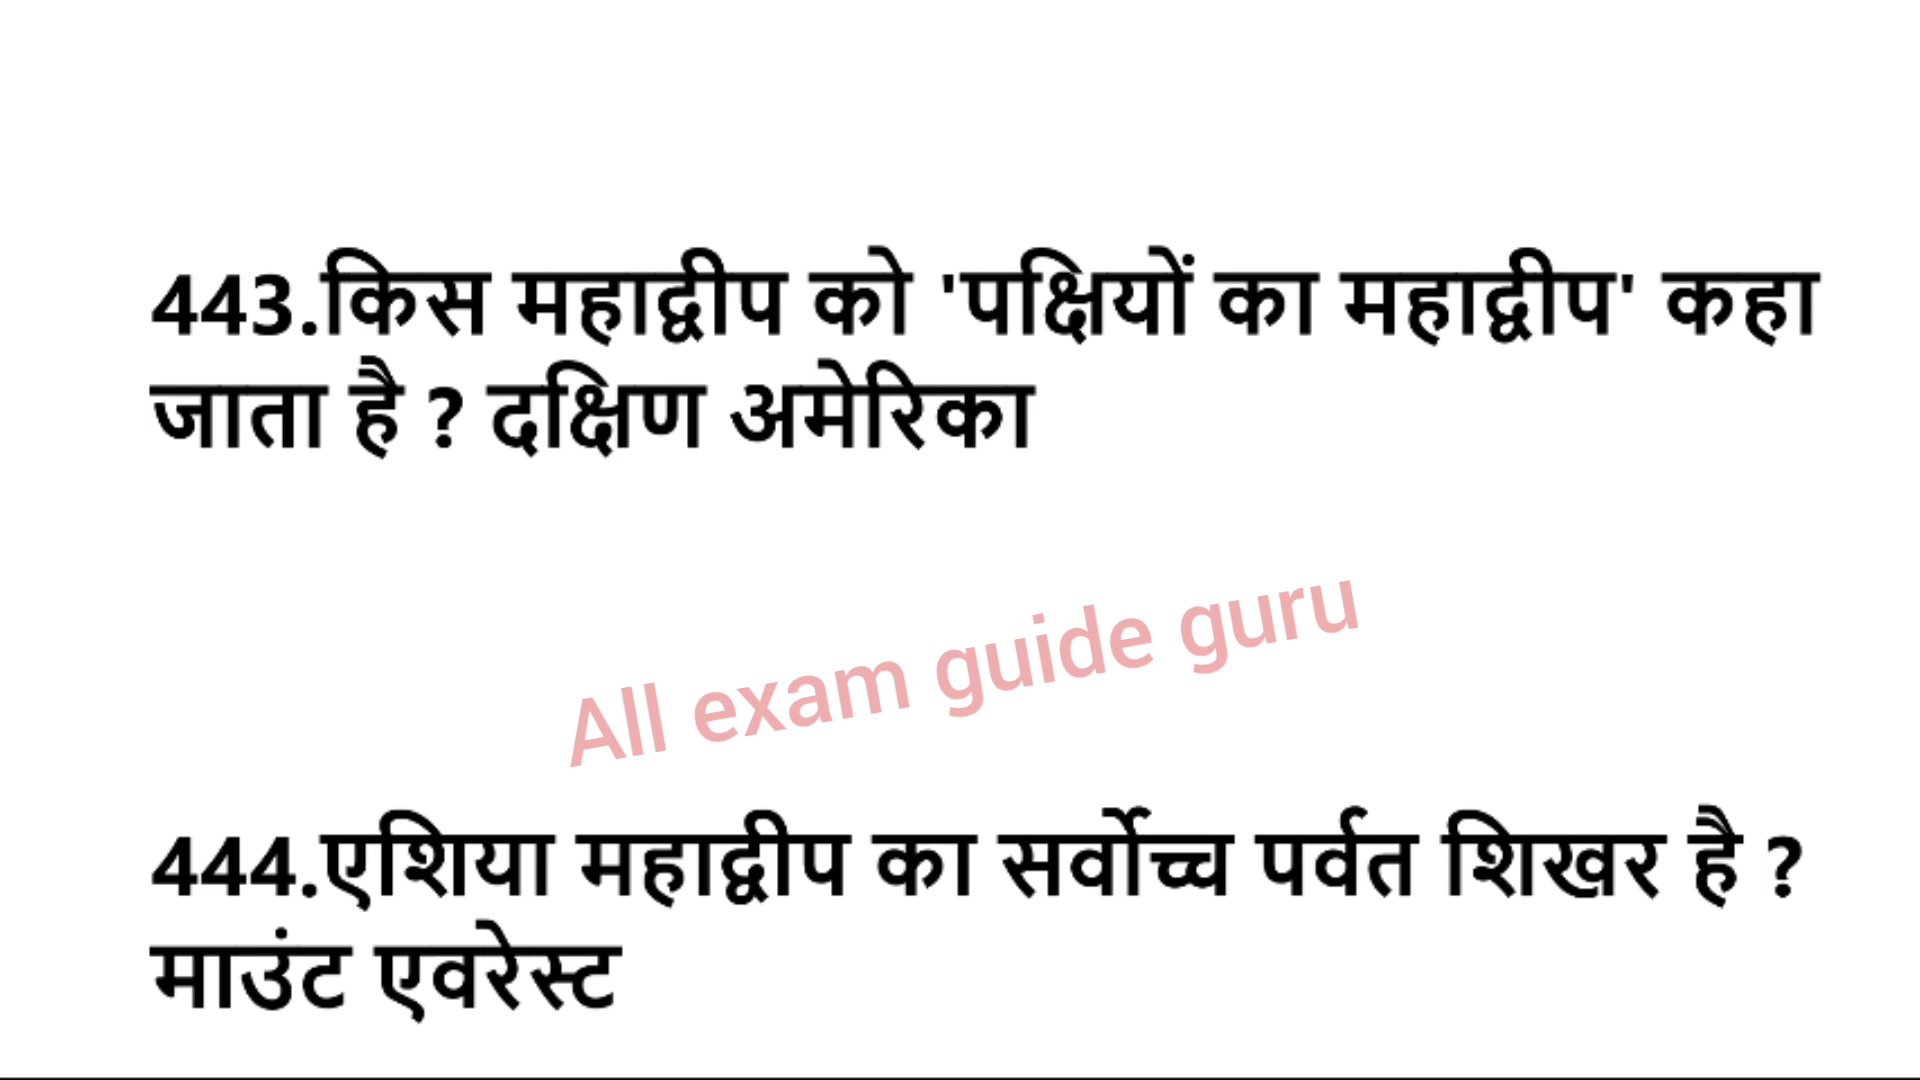 443.किस महाद्वीप को 'पक्षियों का महाद्वीप' कहा
जाता है ? दक्षिण अमेरिका
All exam guide guru
444.एशिया महाद्वीप का सर्वोच्च पर्वत शिखर है ?
माउंट एवरेस्ट